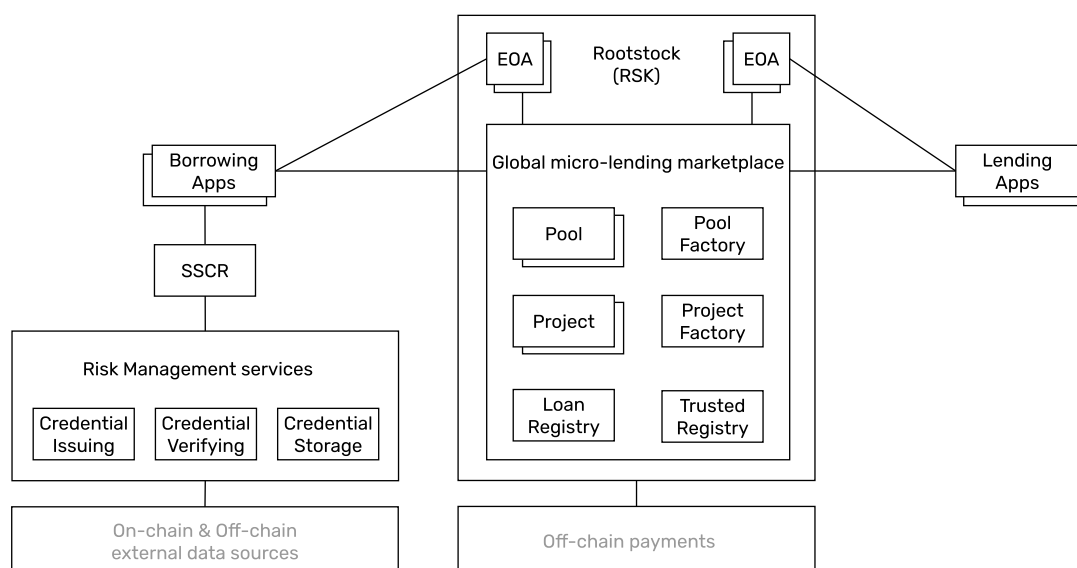 EOA
Rootstock
(RSK)
EOA
Borrowing
Apps
Global micro-lending marketplace
Lending
Apps
Pool
Pool
Factory
SSCR
Project
Project
Factory
Risk Management services
Credential
Issuing
Credential
Verifying
Credential
Storage
Loan
Registry
Trusted
Registry
On-chain & Off-chain
external data sources
Off-chain payments